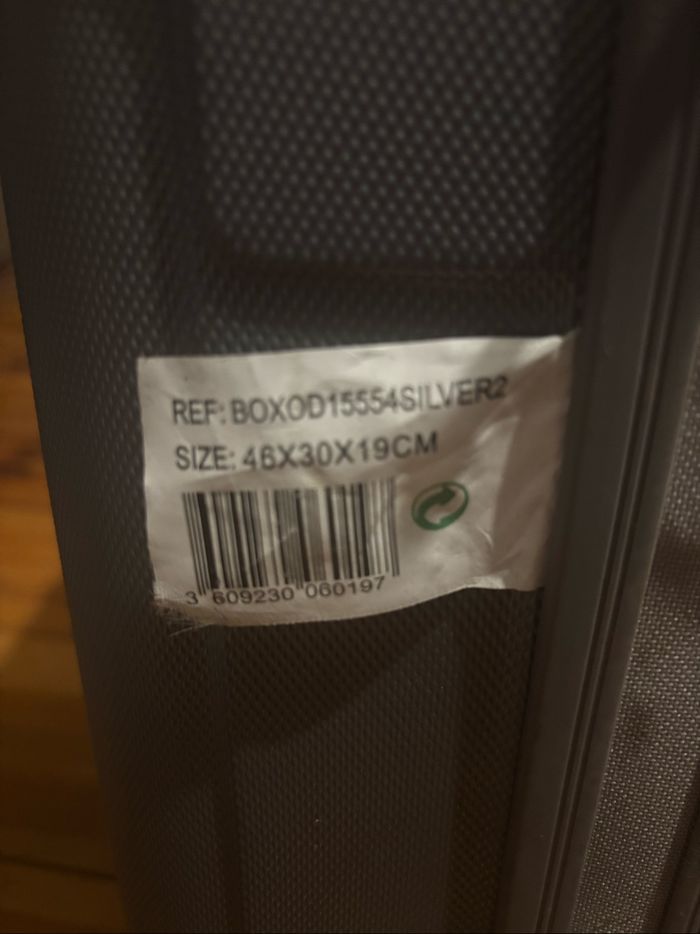 REF: BOXOD15554SILVER2
SIZE: 46X30X19CM
3 609230 060197